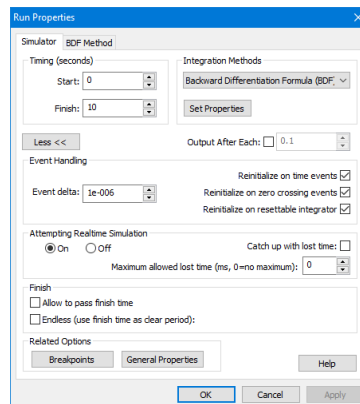 Run Properties
Simulator BDF Method
Timing (seconds)
Start: 0
Finish: 10
Integration Methods
Backward Differentiation Formula (BDF)
Set Properties
Less <<
Output After Each: 0.1
Event Handling
Event delta: 1e-006
Reinitialize on time events
Reinitialize on zero crossing events
Reinitialize on resettable integrator
Attempting Realtime Simulation
On Off
Catch up with lost time:
Maximum allowed lost time (ms, 0=no maximum): 0
Finish
Allow to pass finish time
Endless (use finish time as clear period):
Related Options
Breakpoints General Properties
Help
OK Cancel Apply